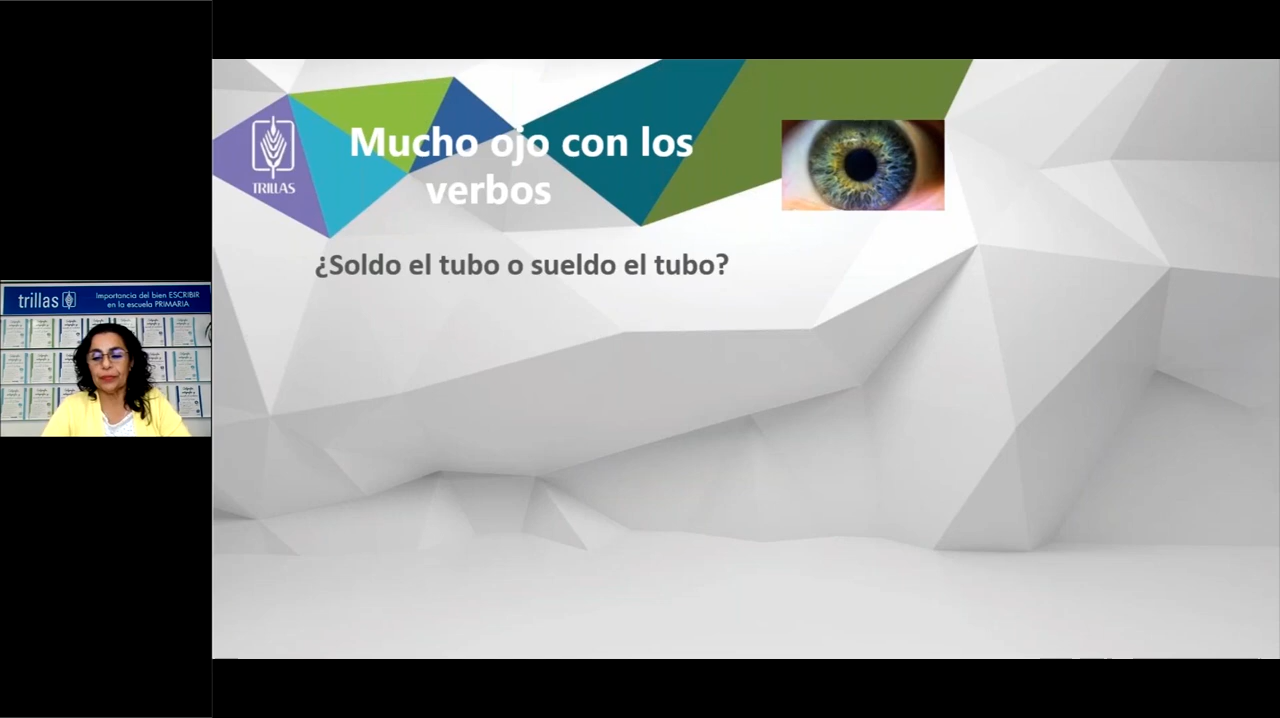 Mucho ojo con los
verbos
TRILLAS
¿Soldo el tubo o sueldo el tubo?
trillas
Importancia del bien ESCRIBIR
en la escuela PRIMARIA